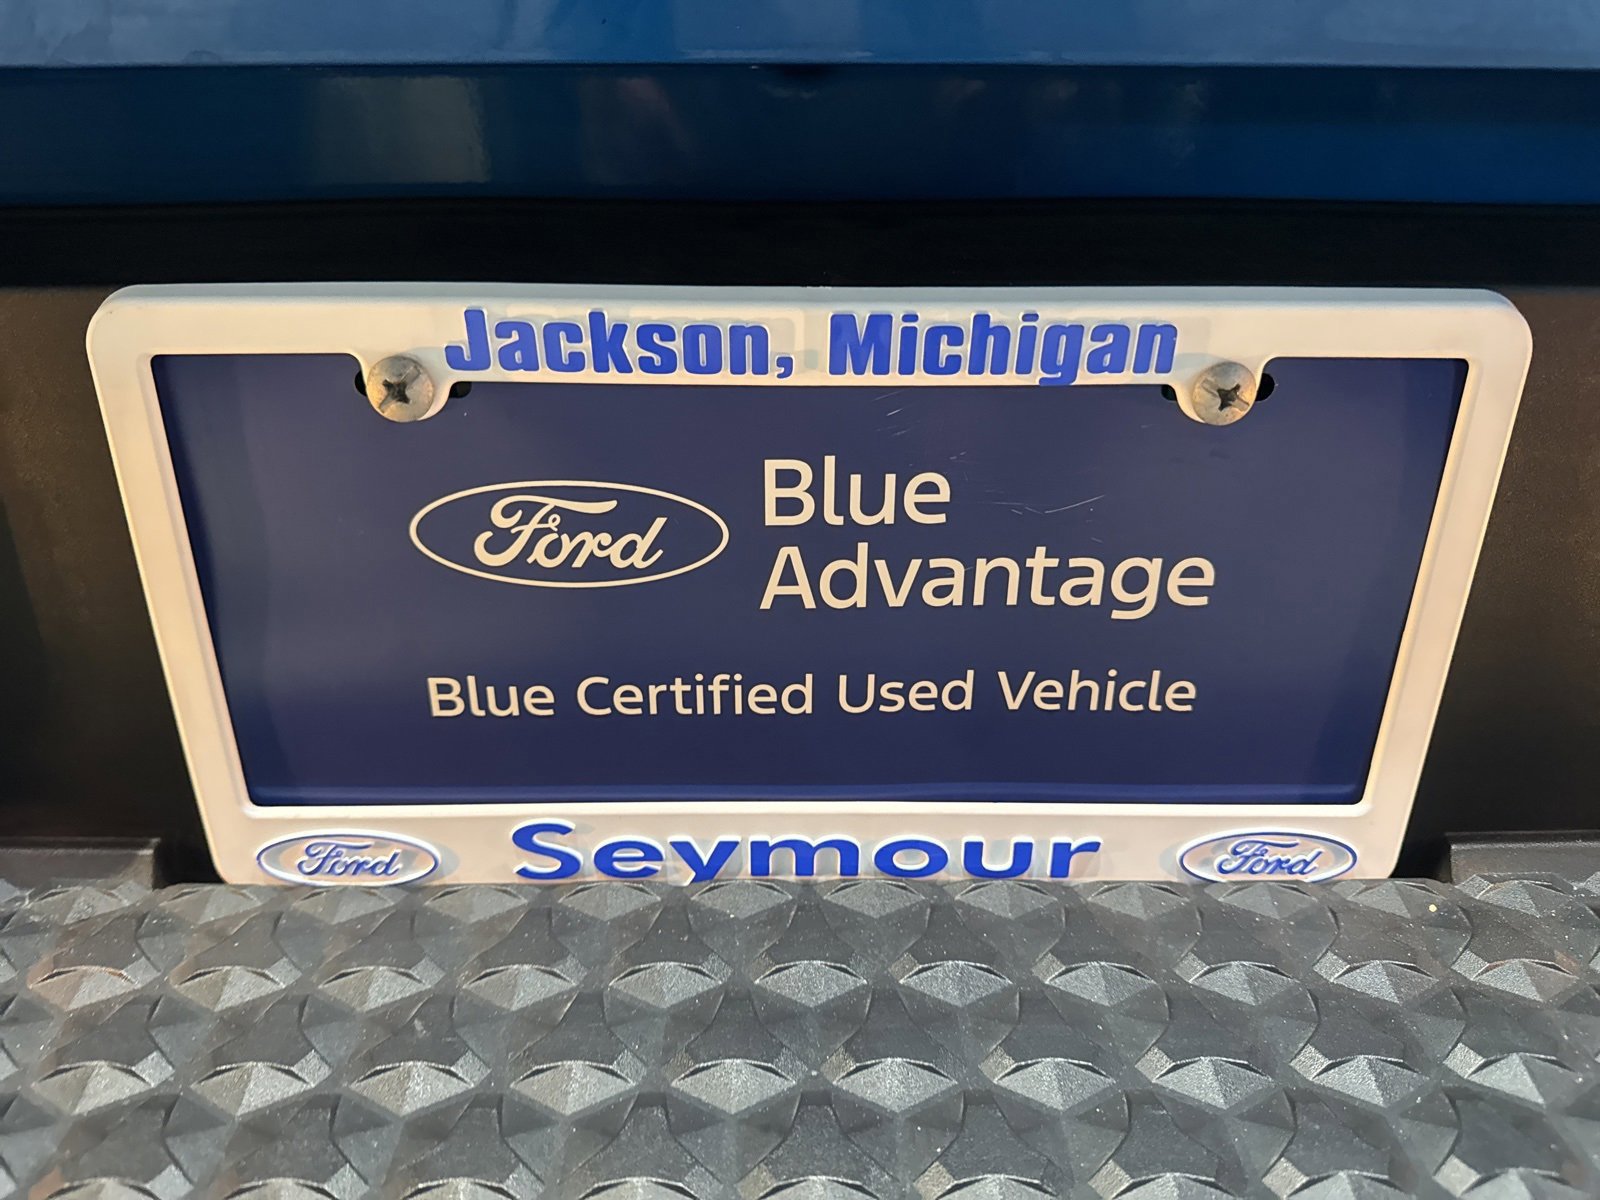 Jackson, Michigan
Ford
Blue
Advantage
Blue Certified Used Vehicle
Ford Seymour Ford